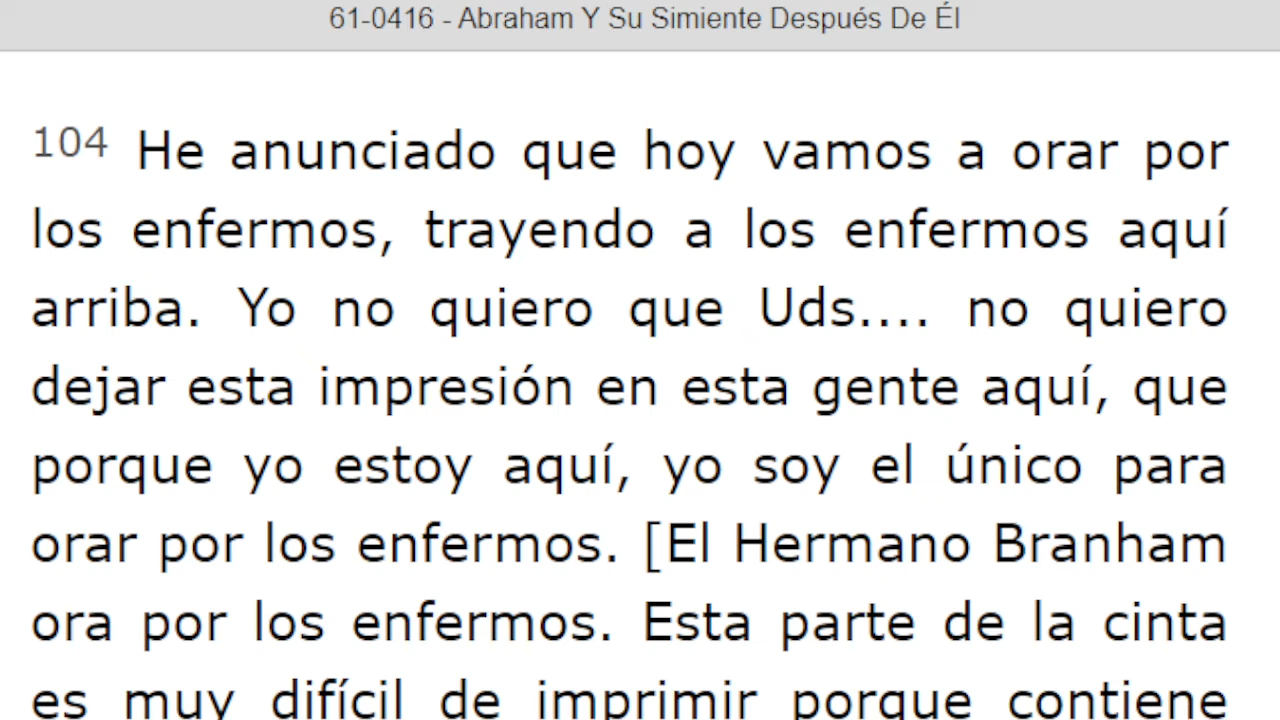 61-0416 - Abraham Y Su Simiente Después De Él
104 He anunciado que hoy vamos a orar por
los enfermos, trayendo a los enfermos aquí
arriba. Yo no quiero que Uds.... no quiero
dejar esta impresión en esta gente aquí, que
porque yo estoy aquí, yo soy el único para
orar por los enfermos. [El Hermano Branham
ora por los enfermos. Esta parte de la cinta
es muy difícil de imprimir porque contiene